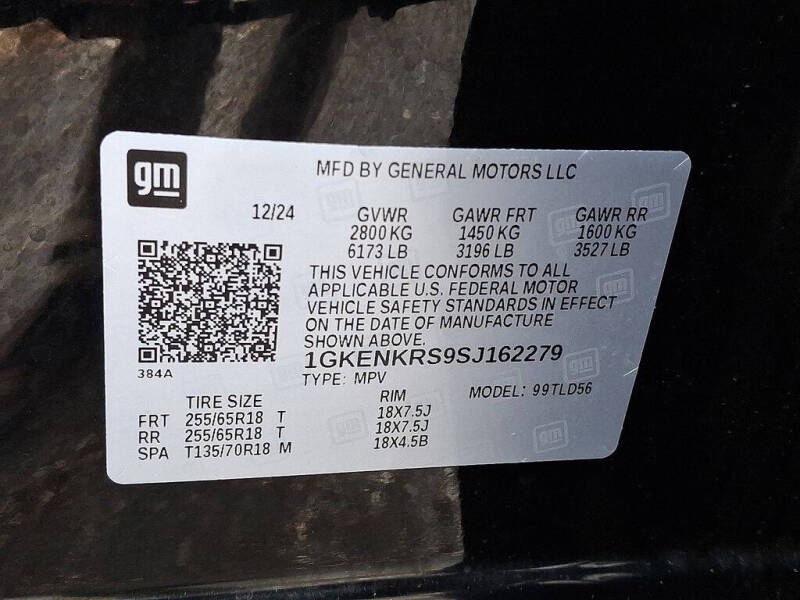 gm
MFD BY GENERAL MOTORS LLC
12/24 GVWR GAWR FRT GAWR RR
2800 KG 1450 KG 1600 KG
6173 LB 3196 LB 3527 LB
THIS VEHICLE CONFORMS TO ALL
APPLICABLE U.S. FEDERAL MOTOR
VEHICLE SAFETY STANDARDS IN EFFECT
ON THE DATE OF MANUFACTURE
SHOWN ABOVE.
1GKENKRS9SJ162279
384A
TYPE: MPV MODEL: 99TLD56
TIRE SIZE RIM
FRT 255/65R18 T 18X7.5J
RR 255/65R18 T 18X7.5J
SPA T135/70R18 M 18X4.5B